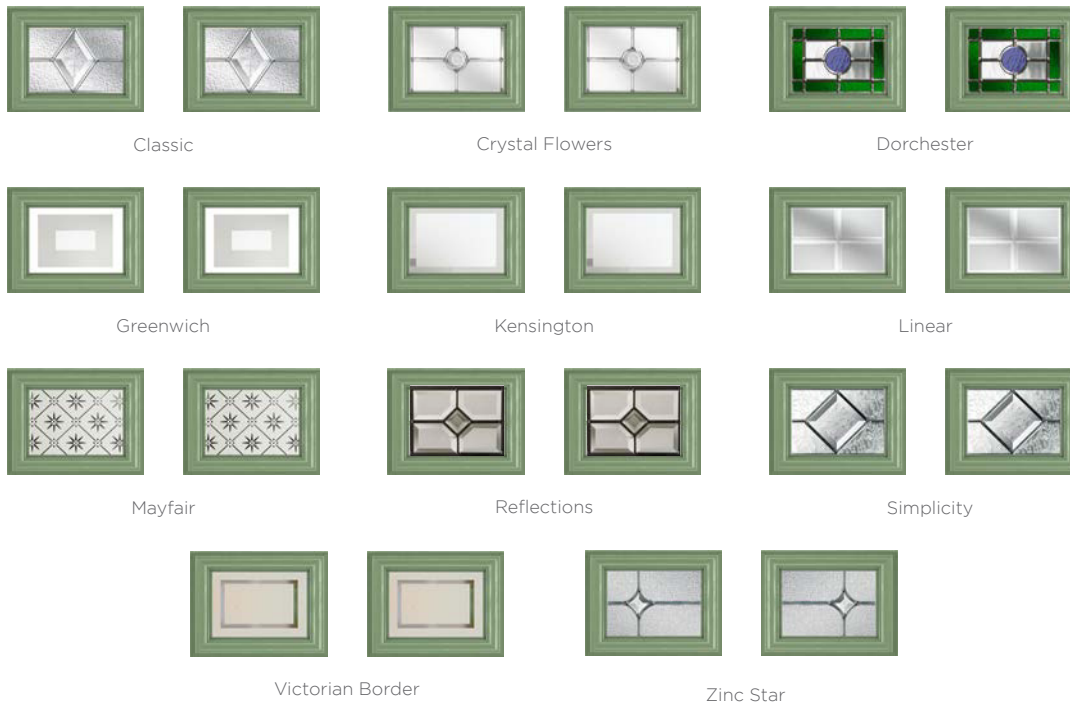 Classic
Crystal Flowers
Dorchester
Greenwich
Kensington
Linear
Mayfair
Reflections
Simplicity
Victorian Border
Zinc Star